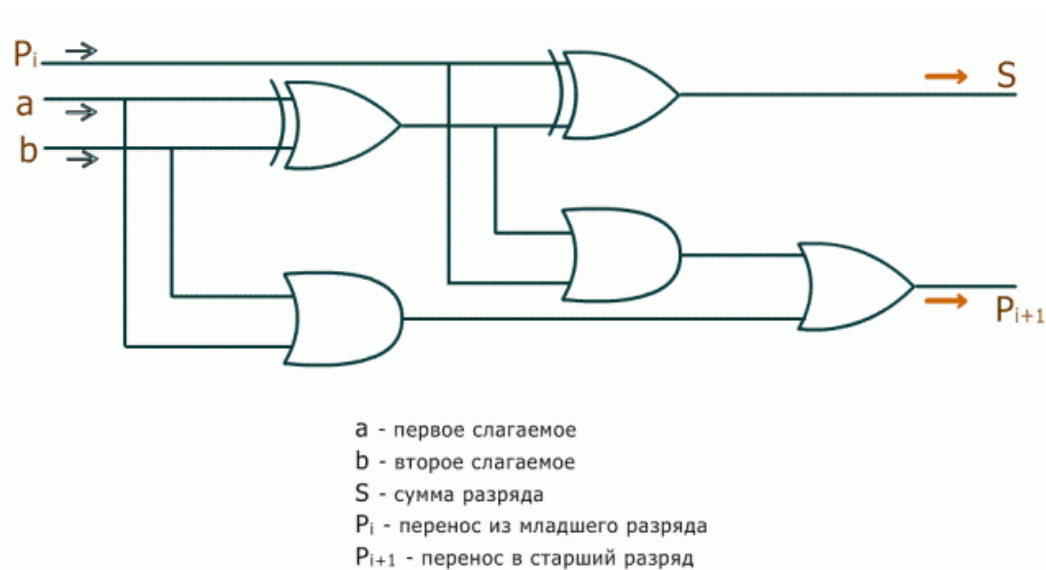 Pi
a
b
S
Pi+1
a - первое слагаемое
b - второе слагаемое
S - сумма разряда
Pi - перенос из младшего разряда
Pi+1 - перенос в старший разряд